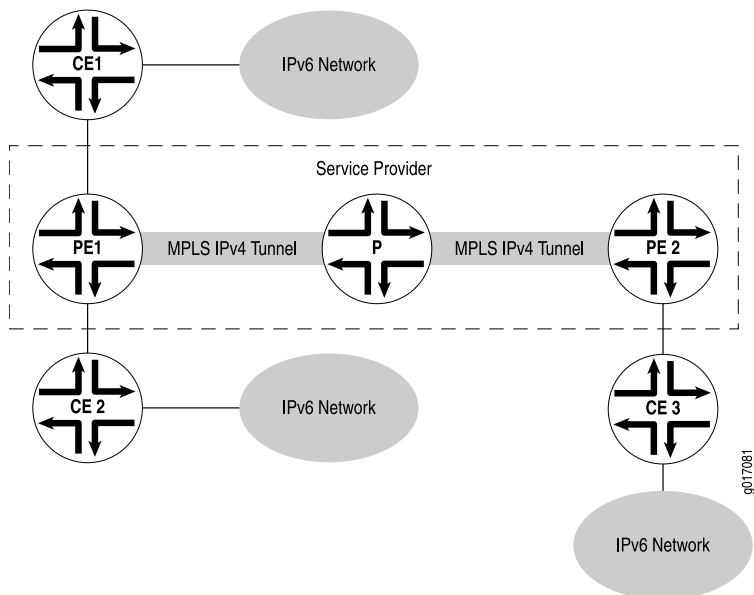 CE1
IPv6 Network
Service Provider
PE1
MPLS IPv4 Tunnel
P
MPLS IPv4 Tunnel
PE 2
CE 2
IPv6 Network
CE 3
IPv6 Network
g017081